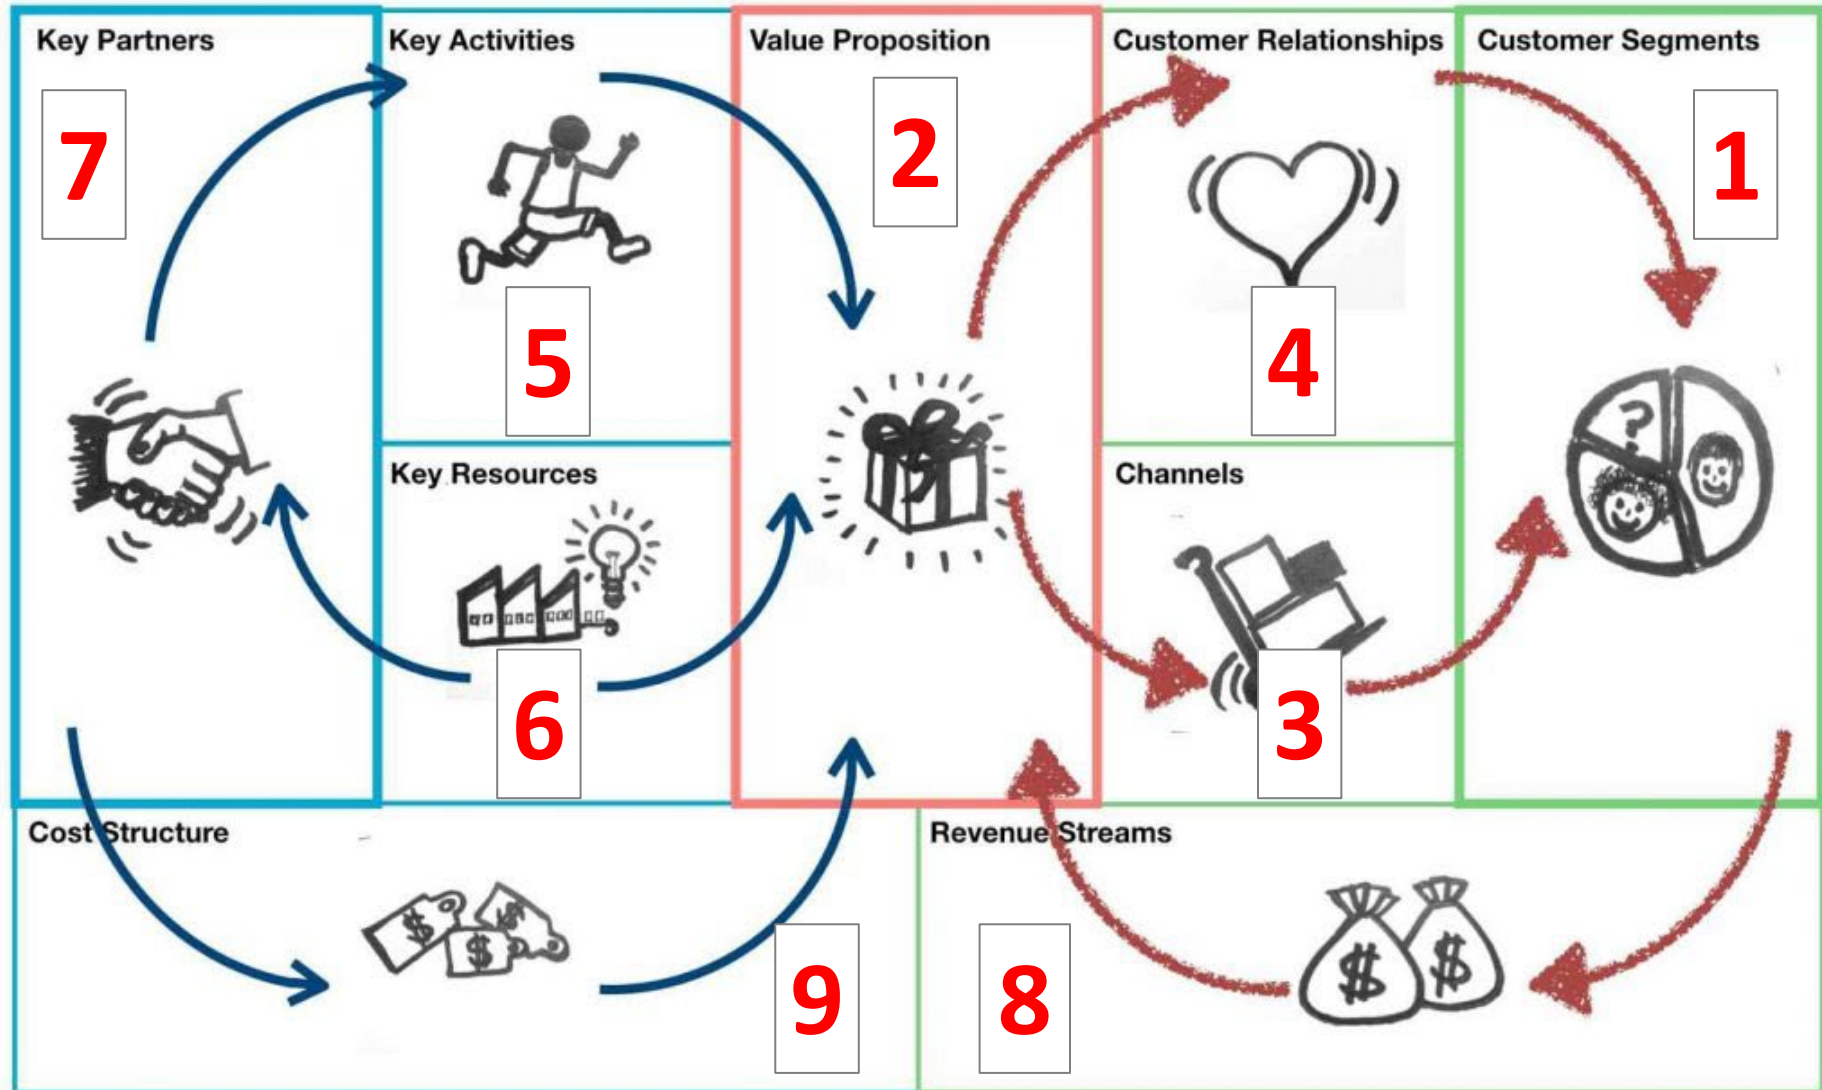 Key Partners
7
Key Activities
5
Key Resources
6
Value Proposition
2
Customer Relationships
4
Channels
3
Customer Segments
1
?
Cost Structure
$ $ $
9
Revenue Streams
8
$ $